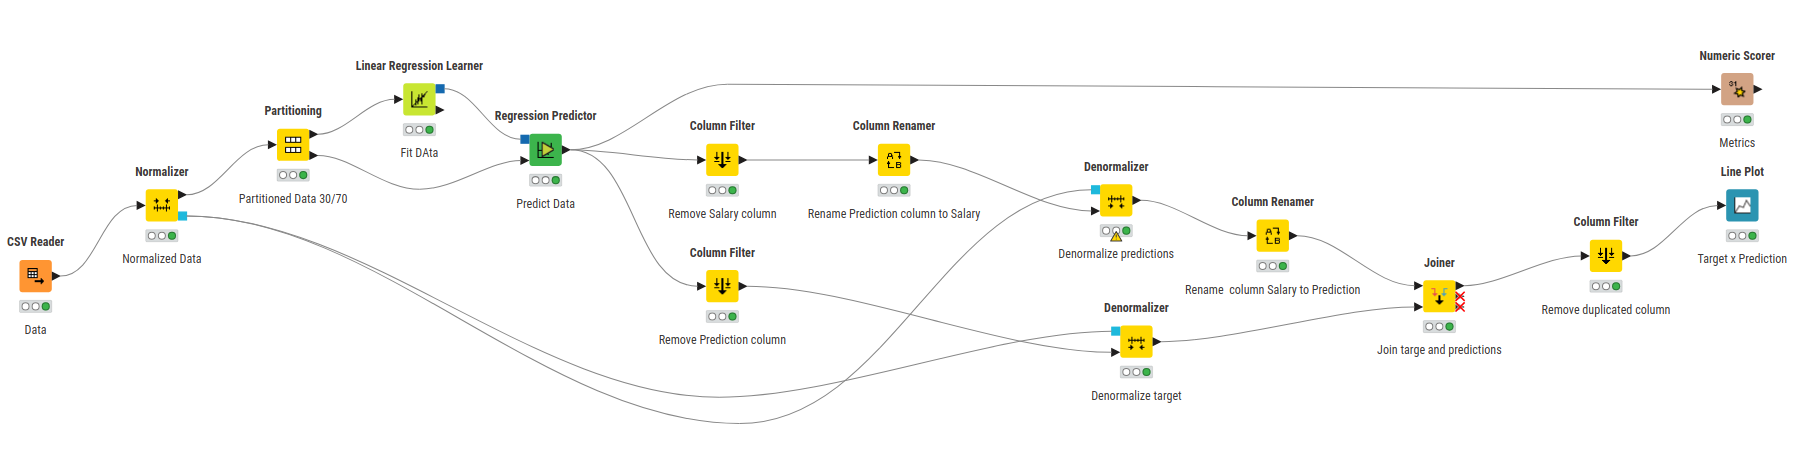 CSV Reader
Data
Normalizer
Normalized Data
Partitioning
Partitioned Data 30/70
Linear Regression Learner
Fit DAta
Regression Predictor
Predict Data
Column Filter
Remove Salary column
Column Renamer
Rename Prediction column to Salary
Column Filter
Remove Prediction column
Denormalizer
Denormalize predictions
Denormalizer
Denormalize target
Column Renamer
Rename  column Salary to Prediction
Joiner
Join targe and predictions
Column Filter
Remove duplicated column
Numeric Scorer
Metrics
Line Plot
Target x Prediction